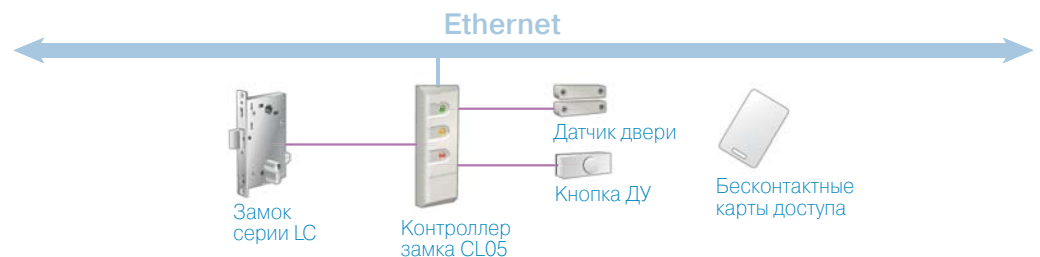 Ethernet
Датчик двери
Кнопка ДУ
Бесконтактные
карты доступа
Замок
серии LC
Контроллер
замка CL05